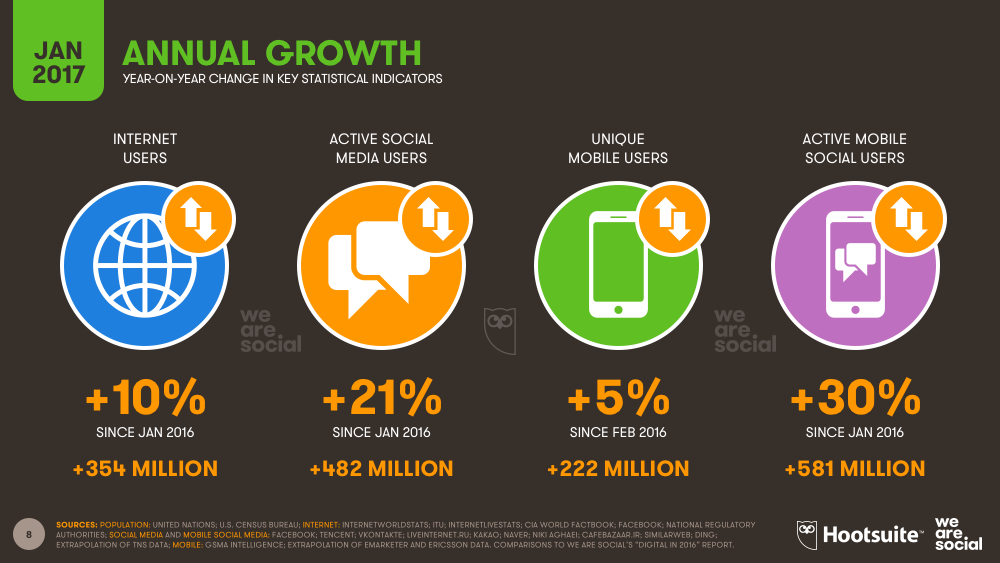 JAN
2017
ANNUAL GROWTH
YEAR-ON-YEAR CHANGE IN KEY STATISTICAL INDICATORS
INTERNET
USERS
ACTIVE SOCIAL
MEDIA USERS
UNIQUE
MOBILE USERS
ACTIVE MOBILE
SOCIAL USERS
we
are
social
we
are
social
+10%
SINCE JAN 2016
+354 MILLION
+21%
SINCE JAN 2016
+482 MILLION
+5%
SINCE FEB 2016
+222 MILLION
+30%
SINCE JAN 2016
+581 MILLION
8
SOURCES: POPULATION: UNITED NATIONS; U.S. CENSUS BUREAU; INTERNET: INTERNETWORLDSTATS; ITU; INTERNETLIVESTATS; CIA WORLD FACTBOOK; FACEBOOK; NATIONAL REGULATORY
AUTHORITIES; SOCIAL MEDIA AND MOBILE SOCIAL MEDIA: FACEBOOK; TENCENT; VKONTAKTE; LIVEINTERNET.RU; KAKAO; NAVER; NIKI AGHAEI; CAFEBAZAAR.IR; SIMILARWEB; DING;
EXTRAPOLATION OF TNS DATA; MOBILE: GSMA INTELLIGENCE; EXTRAPOLATION OF EMARKETER AND ERICSSON DATA. COMPARISONS TO WE ARE SOCIAL'S "DIGITAL IN 2016" REPORT.
Hootsuite™
we
are
social